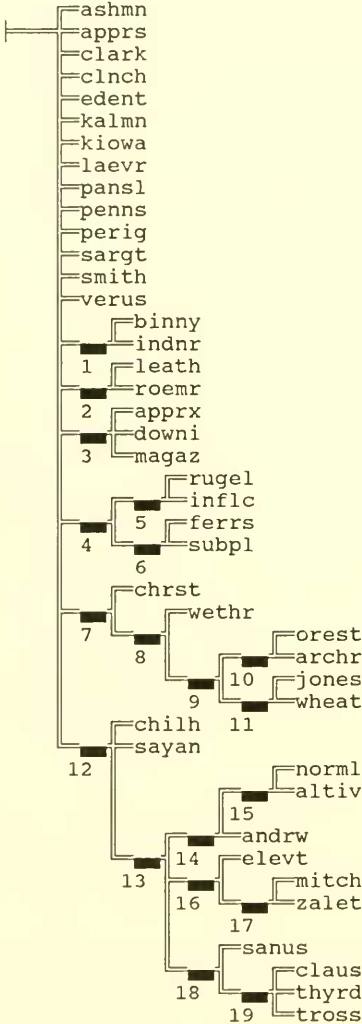 ashmn
apprs
clark
clnch
edent
kalmn
kiowa
laevr
pansl
penns
perig
sargt
smith
verus
binny
indnr
1
leath
roemr
2
apprx
downi
3
magaz
rugel
inflc
5
ferrs
4
subpl
6
chrst
wethr
7
8
orest
archr
10
jones
9
wheat
11
chilh
sayan
12
norml
altiv
15
andrw
14
elevt
13
mitch
16
zalet
17
sanus
claus
18
thyrd
19
tross